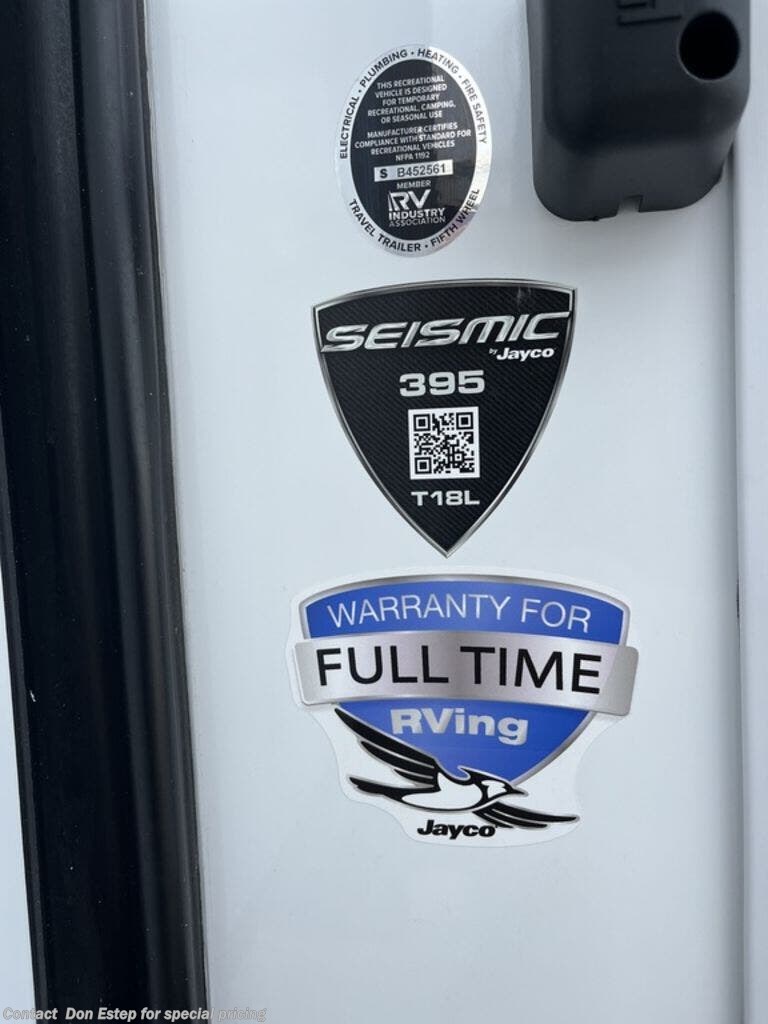 ELECTRICAL • PLUMBING • HEATING • FIRE SAFETY
THIS RECREATIONAL
VEHICLE IS DESIGNED
FOR TEMPORARY
RECREATIONAL, CAMPING,
OR SEASONAL USE
MANUFACTURER CERTIFIES
COMPLIANCE WITH STANDARD FOR
RECREATIONAL VEHICLES
NFPA 1192
S B452561
MEMBER
RV
INDUSTRY
ASSOCIATION
TRAVEL TRAILER • FIFTH WHEEL
SEISMIC
by Jayco
395
T18L
WARRANTY FOR
FULL TIME
RVing
Jayco
Contact Don Estep for special pricing